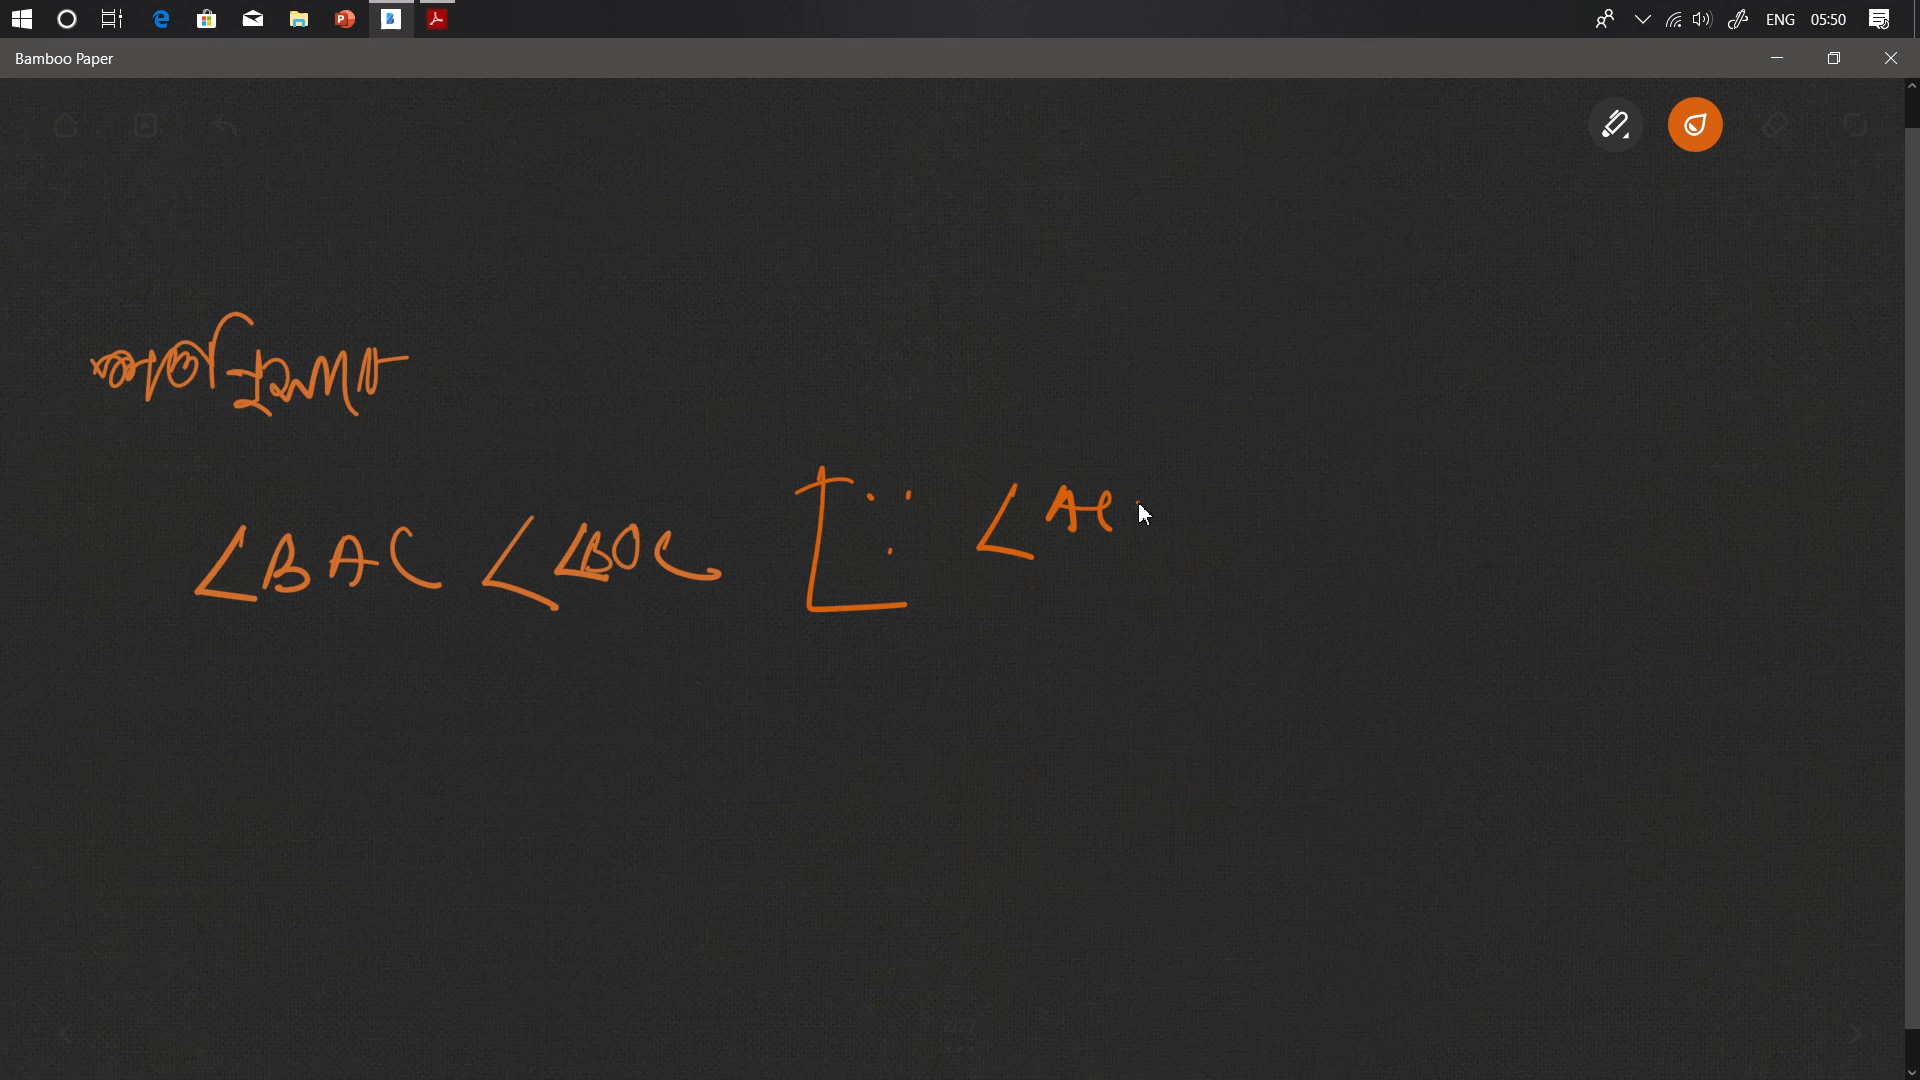 ENG 05:50
Bamboo Paper
∠BAC < ∠BOC [∵ ∠AC